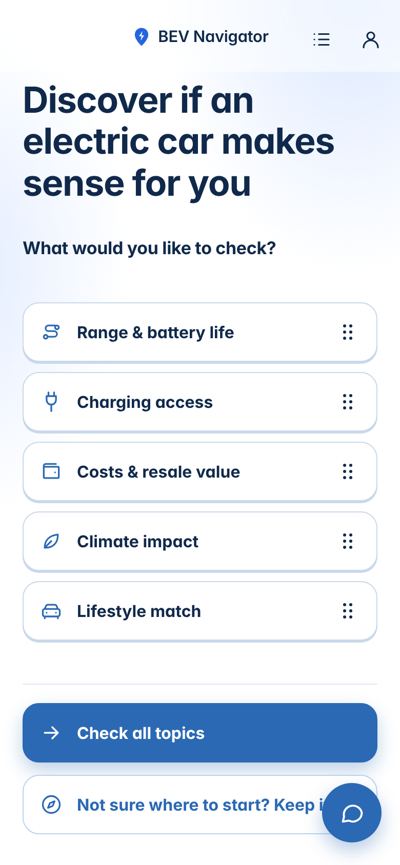 BEV Navigator
Discover if an
electric car makes
sense for you
What would you like to check?
Range & battery life
Charging access
Costs & resale value
Climate impact
Lifestyle match
Check all topics
Not sure where to start? Keep